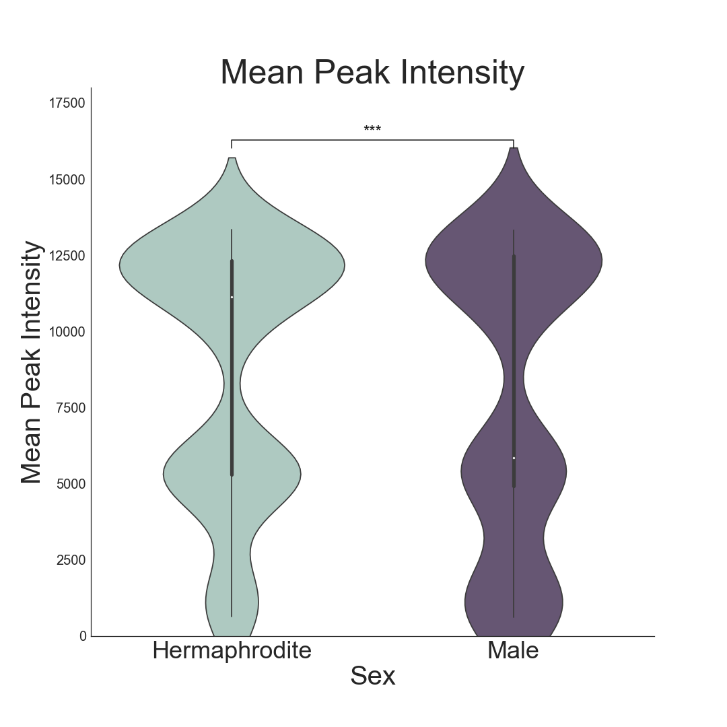 Mean Peak Intensity
17500
***
15000
12500
10000
7500
5000
2500
0
Mean Peak Intensity
Hermaphrodite
Male
Sex